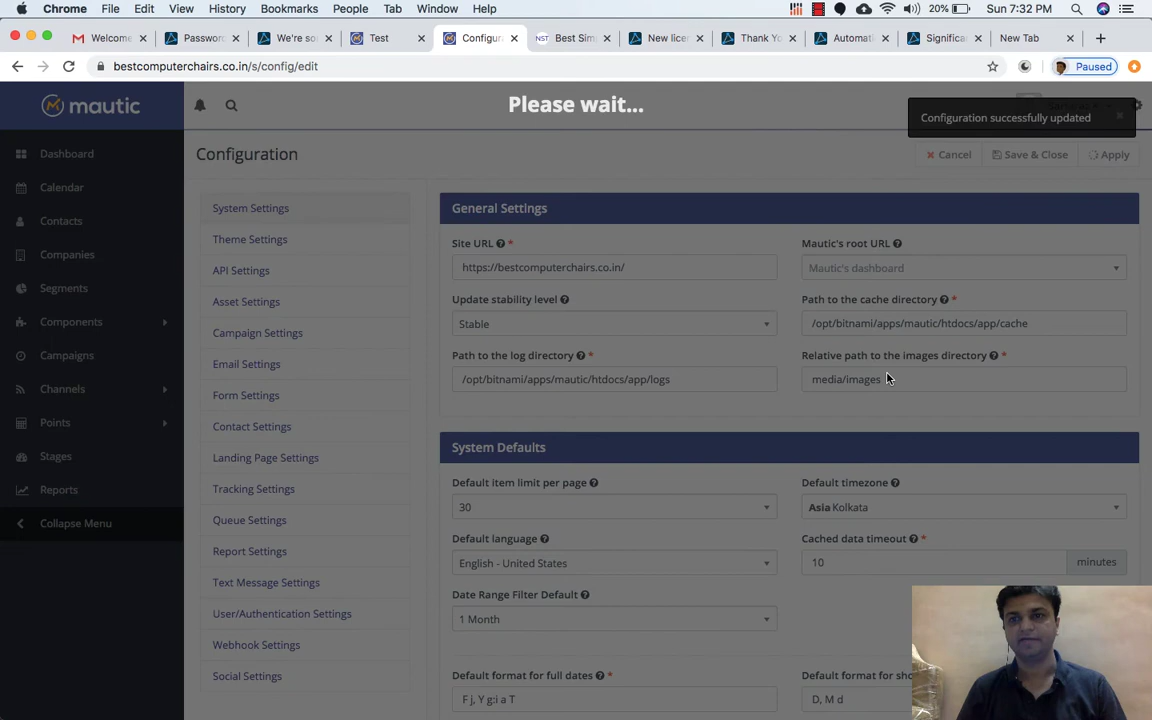 Chrome File Edit View History Bookmarks People Tab Window Help 20% Sun 7:32 PM
Welcome Password We're so Test Configura Best Sim New licen Thank Yo Automati Significa New Tab
bestcomputerchairs.co.in/s/config/edit Paused
mautic Please wait...
Configuration successfully updated
Configuration Cancel Save & Close Apply
Dashboard
Calendar
Contacts
Companies
Segments
Components
Campaigns
Channels
Points
Stages
Reports
Collapse Menu
System Settings
Theme Settings
API Settings
Asset Settings
Campaign Settings
Email Settings
Form Settings
Contact Settings
Landing Page Settings
Tracking Settings
Queue Settings
Report Settings
Text Message Settings
User/Authentication Settings
Webhook Settings
Social Settings
General Settings
Site URL * Mautic's root URL
https://bestcomputerchairs.co.in/ Mautic's dashboard
Update stability level Path to the cache directory *
Stable /opt/bitnami/apps/mautic/htdocs/app/cache
Path to the log directory * Relative path to the images directory *
/opt/bitnami/apps/mautic/htdocs/app/logs media/images
System Defaults
Default item limit per page Default timezone
30 Asia Kolkata
Default language Cached data timeout *
English - United States 10 minutes
Date Range Filter Default
1 Month
Default format for full dates * Default format for sho
F j, Y g:i a T D, M d